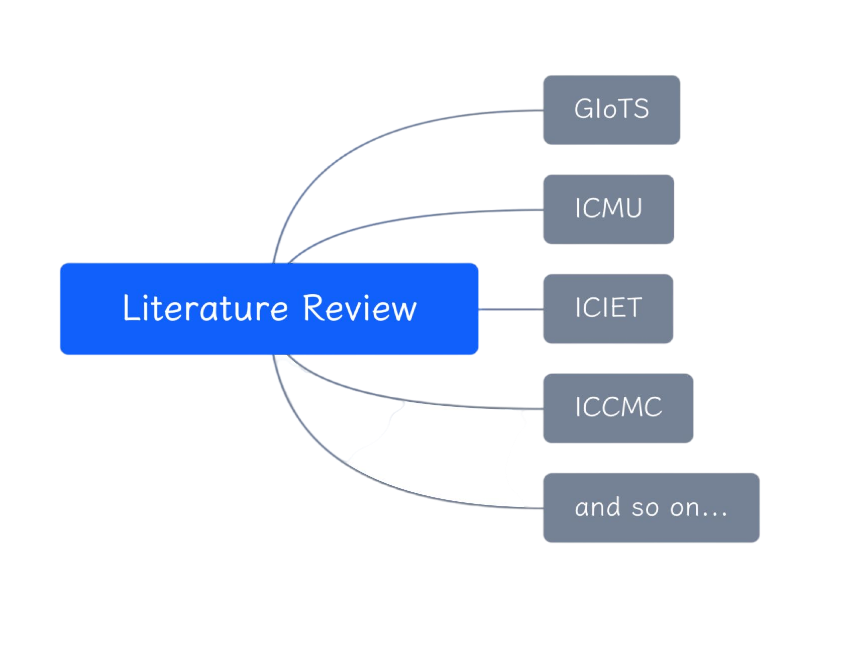 GIoTS
ICMU
Literature Review
ICIET
ICCMC
and so on...